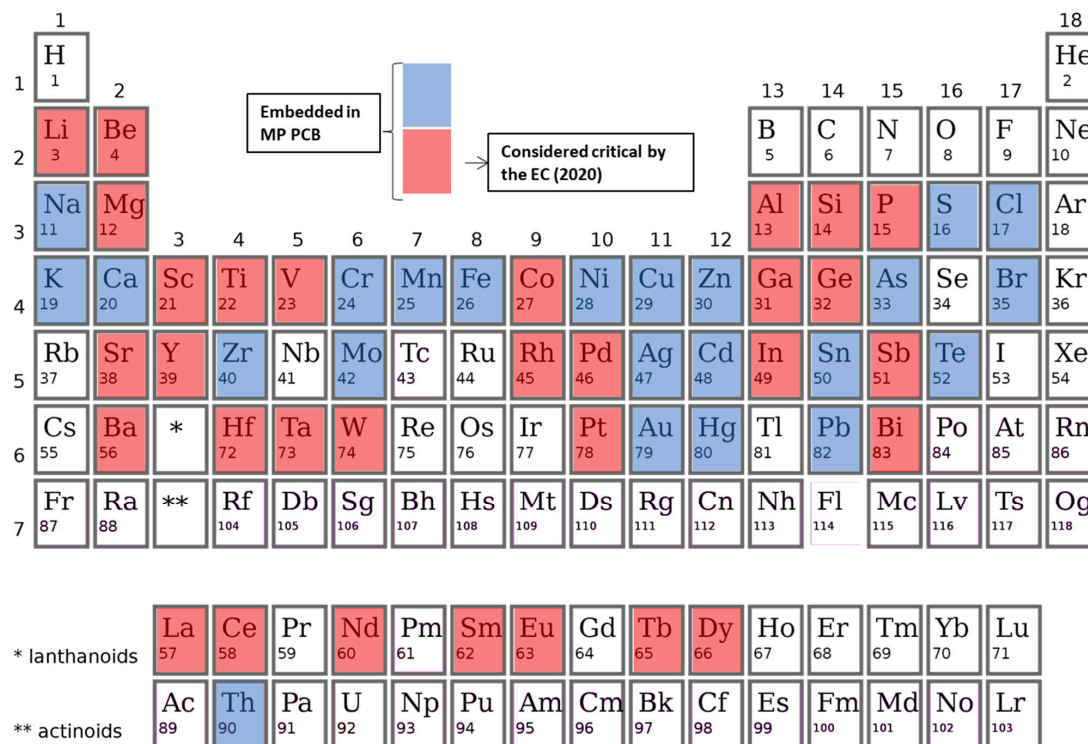 1 18
H He
1 2
1
2 13 14 15 16 17
Embedded in
MP PCB
Considered critical by
the EC (2020)
Li Be B C N O F Ne
3 4 5 6 7 8 9 10
2
Na Mg Al Si P S Cl Ar
11 12 13 14 15 16 17 18
3
3 4 5 6 7 8 9 10 11 12
K Ca Sc Ti V Cr Mn Fe Co Ni Cu Zn Ga Ge As Se Br Kr
19 20 21 22 23 24 25 26 27 28 29 30 31 32 33 34 35 36
4
Rb Sr Y Zr Nb Mo Tc Ru Rh Pd Ag Cd In Sn Sb Te I Xe
37 38 39 40 41 42 43 44 45 46 47 48 49 50 51 52 53 54
5
Cs Ba * Hf Ta W Re Os Ir Pt Au Hg Tl Pb Bi Po At Rn
55 56 72 73 74 75 76 77 78 79 80 81 82 83 84 85 86
6
Fr Ra ** Rf Db Sg Bh Hs Mt Ds Rg Cn Nh Fl Mc Lv Ts Og
87 88 104 105 106 107 108 109 110 111 112 113 114 115 116 117 118
7
La Ce Pr Nd Pm Sm Eu Gd Tb Dy Ho Er Tm Yb Lu
57 58 59 60 61 62 63 64 65 66 67 68 69 70 71
* lanthanoids
Ac Th Pa U Np Pu Am Cm Bk Cf Es Fm Md No Lr
89 90 91 92 93 94 95 96 97 98 99 100 101 102 103
** actinoids